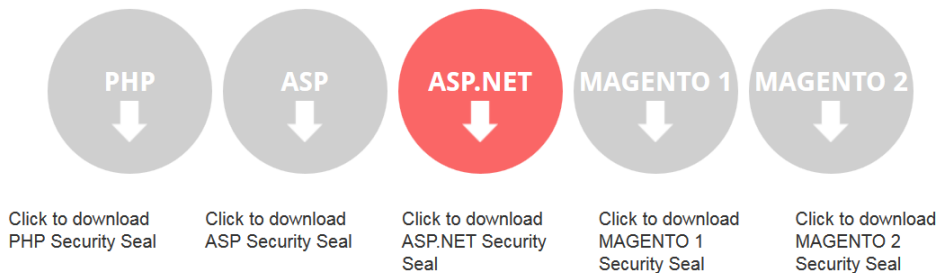 PHP
ASP
ASP.NET
MAGENTO 1
MAGENTO 2
Click to download
PHP Security Seal
Click to download
ASP Security Seal
Click to download
ASP.NET Security
Seal
Click to download
MAGENTO 1
Security Seal
Click to download
MAGENTO 2
Security Seal